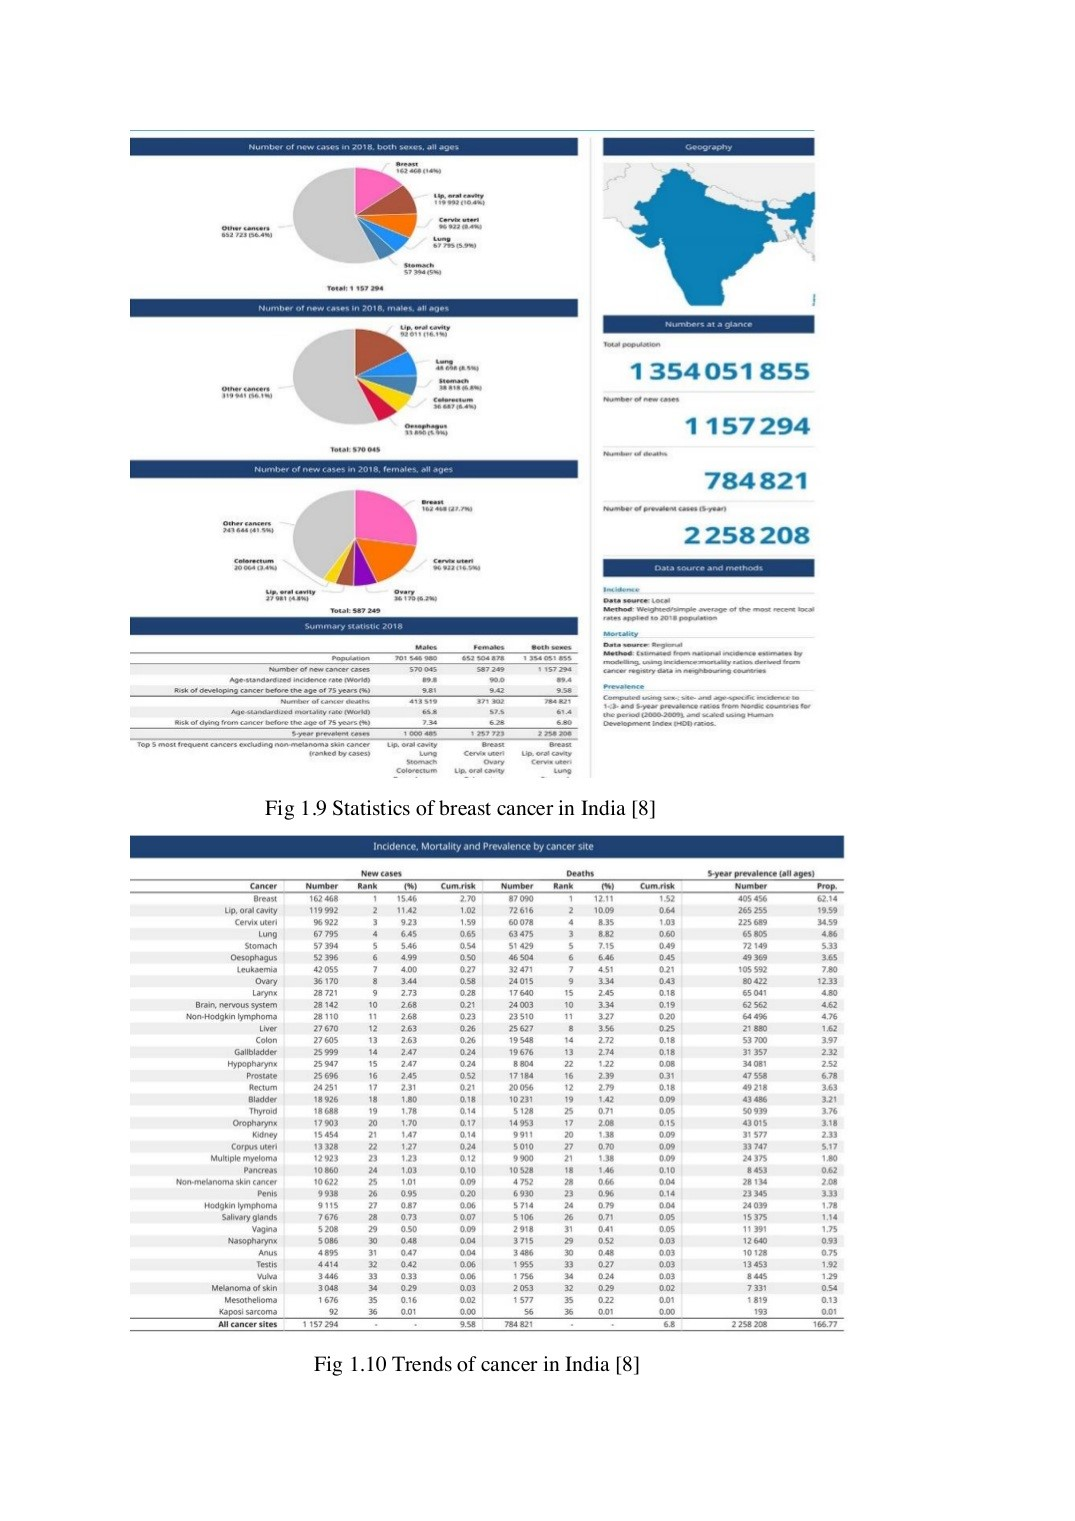 Number of new cases in 2018, both sexes, all ages
Breast
162 468 (14%)
Lip, oral cavity
119 992 (10.4%)
Cervix uteri
96 922 (8.4%)
Lung
67 795 (5.9%)
Stomach
57 394 (5%)
Other cancers
652 723 (56.4%)
Total: 1 157 294
Number of new cases in 2018, males, all ages
Lip, oral cavity
92 011 (16.1%)
Lung
48 698 (8.5%)
Stomach
38 818 (6.8%)
Colorectum
36 687 (6.4%)
Oesophagus
33 890 (5.9%)
Other cancers
319 941 (56.1%)
Total: 570 045
Number of new cases in 2018, females, all ages
Breast
162 468 (27.7%)
Cervix uteri
96 922 (16.5%)
Ovary
36 170 (6.2%)
Lip, oral cavity
27 981 (4.8%)
Colorectum
20 064 (3.4%)
Other cancers
243 644 (41.5%)
Total: 587 249
Summary statistic 2018
Males Females Both sexes
Population 701 546 980 652 504 878 1 354 051 855
Number of new cancer cases 570 045 587 249 1 157 294
Age-standardized incidence rate (World) 89.8 90.0 89.4
Risk of developing cancer before the age of 75 years (%) 9.81 9.42 9.58
Number of cancer deaths 413 519 371 302 784 821
Age-standardized mortality rate (World) 65.8 57.5 61.4
Risk of dying from cancer before the age of 75 years (%) 7.34 6.28 6.80
5-year prevalent cases 1 000 485 1 257 723 2 258 208
Top 5 most frequent cancers excluding non-melanoma skin cancer Lip, oral cavity Breast Breast
(ranked by cases) Lung Cervix uteri Lip, oral cavity
Stomach Ovary Cervix uteri
Colorectum Lip, oral cavity Lung
Geography
Numbers at a glance
Total population
1 354 051 855
Number of new cases
1 157 294
Number of deaths
784 821
Number of prevalent cases (5-year)
2 258 208
Data source and methods
Incidence
Data source: Local
Method: Weighted/simple average of the most recent local
rates applied to 2018 population
Mortality
Data source: Regional
Method: Estimated from national incidence estimates by
modelling, using incidence:mortality ratios derived from
cancer registry data in neighbouring countries
Prevalence
Computed using sex-; site- and age-specific incidence to
1-;3- and 5-year prevalence ratios from Nordic countries for
the period (2000-2009), and scaled using Human
Development Index (HDI) ratios.
Fig 1.9 Statistics of breast cancer in India [8]
Incidence, Mortality and Prevalence by cancer site
New cases Deaths 5-year prevalence (all ages)
Cancer Number Rank (%) Cum.risk Number Rank (%) Cum.risk Number Prop.
Breast 162 468 1 15.46 2.70 87 090 1 12.11 1.52 405 456 62.14
Lip, oral cavity 119 992 2 11.42 1.02 72 616 2 10.09 0.64 265 255 19.59
Cervix uteri 96 922 3 9.23 1.59 60 078 4 8.35 1.03 225 689 34.59
Lung 67 795 4 6.45 0.65 63 475 3 8.82 0.60 65 805 4.86
Stomach 57 394 5 5.46 0.54 51 429 5 7.15 0.49 72 149 5.33
Oesophagus 52 396 6 4.99 0.50 46 504 6 6.46 0.45 49 369 3.65
Leukaemia 42 055 7 4.00 0.27 32 471 7 4.51 0.21 105 592 7.80
Ovary 36 170 8 3.44 0.58 24 015 9 3.34 0.43 80 422 12.33
Larynx 28 721 9 2.73 0.28 17 640 15 2.45 0.18 65 041 4.80
Brain, nervous system 28 142 10 2.68 0.21 24 003 10 3.34 0.19 62 562 4.62
Non-Hodgkin lymphoma 28 110 11 2.68 0.23 23 510 11 3.27 0.20 64 496 4.76
Liver 27 670 12 2.63 0.26 25 627 8 3.56 0.25 21 880 1.62
Colon 27 605 13 2.63 0.26 19 548 14 2.72 0.18 53 700 3.97
Gallbladder 25 999 14 2.47 0.24 19 676 13 2.74 0.18 31 357 2.32
Hypopharynx 25 947 15 2.47 0.24 8 804 22 1.22 0.08 34 081 2.52
Prostate 25 696 16 2.45 0.52 17 184 16 2.39 0.31 47 558 6.78
Rectum 24 251 17 2.31 0.21 20 056 12 2.79 0.18 49 218 3.63
Bladder 18 926 18 1.80 0.18 10 231 19 1.42 0.09 43 486 3.21
Thyroid 18 688 19 1.78 0.14 5 128 25 0.71 0.05 50 939 3.76
Oropharynx 17 903 20 1.70 0.17 14 953 17 2.08 0.15 43 015 3.18
Kidney 15 454 21 1.47 0.14 9 911 20 1.38 0.09 31 577 2.33
Corpus uteri 13 328 22 1.27 0.24 5 010 27 0.70 0.09 33 747 5.17
Multiple myeloma 12 923 23 1.23 0.12 9 900 21 1.38 0.09 24 375 1.80
Pancreas 10 860 24 1.03 0.10 10 528 18 1.46 0.10 8 453 0.62
Non-melanoma skin cancer 10 622 25 1.01 0.09 4 752 28 0.66 0.04 28 134 2.08
Penis 9 938 26 0.95 0.20 6 930 23 0.96 0.14 23 345 3.33
Hodgkin lymphoma 9 115 27 0.87 0.06 5 714 24 0.79 0.04 24 039 1.78
Salivary glands 7 676 28 0.73 0.07 5 106 26 0.71 0.05 15 375 1.14
Vagina 5 208 29 0.50 0.09 2 918 31 0.41 0.05 11 391 1.75
Nasopharynx 5 086 30 0.48 0.04 3 715 29 0.52 0.03 12 640 0.93
Anus 4 895 31 0.47 0.04 3 486 30 0.48 0.03 10 128 0.75
Testis 4 414 32 0.42 0.06 1 955 33 0.27 0.03 13 453 1.92
Vulva 3 446 33 0.33 0.06 1 756 34 0.24 0.03 8 445 1.29
Melanoma of skin 3 048 34 0.29 0.03 2 053 32 0.29 0.02 7 331 0.54
Mesothelioma 1 676 35 0.16 0.02 1 577 35 0.22 0.01 1 819 0.13
Kaposi sarcoma 92 36 0.01 0.00 56 36 0.01 0.00 193 0.01
All cancer sites 1 157 294 - - 9.58 784 821 - - 6.8 2 258 208 166.77
Fig 1.10 Trends of cancer in India [8]